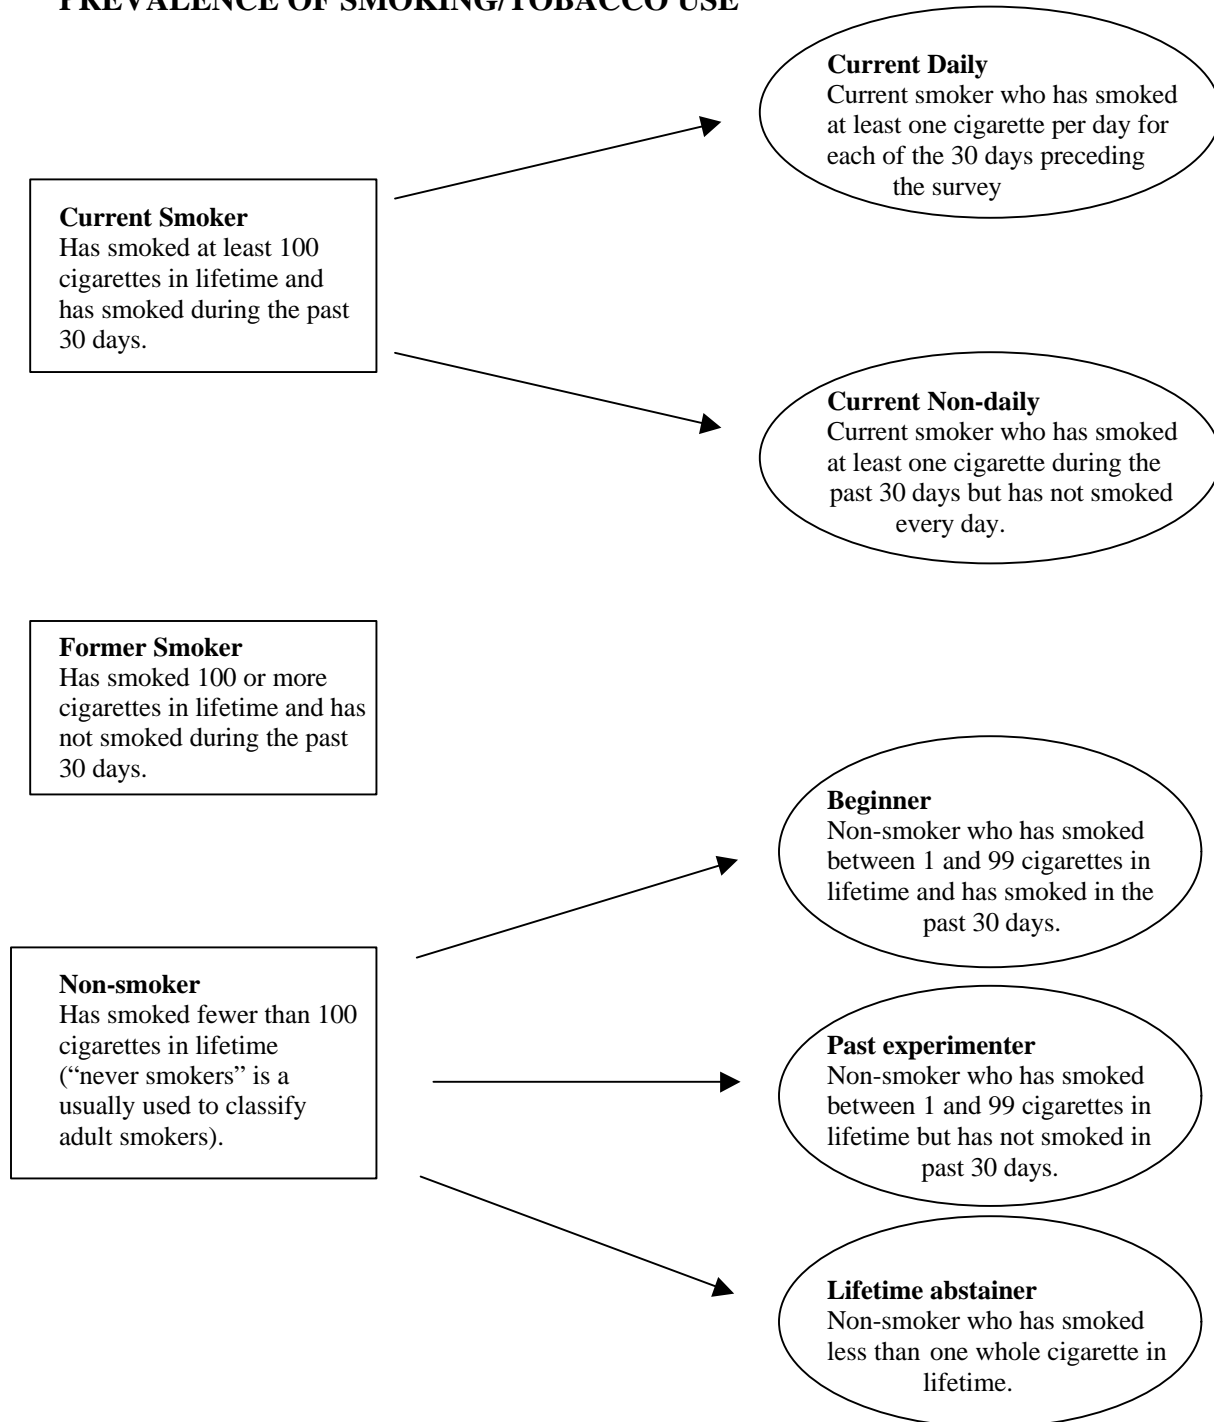 PREVALENCE OF SMOKING/TOBACCO USE
Current Daily
Current smoker who has smoked
at least one cigarette per day for
each of the 30 days preceding
the survey
Current Smoker
Has smoked at least 100
cigarettes in lifetime and
has smoked during the past
30 days.
Current Non-daily
Current smoker who has smoked
at least one cigarette during the
past 30 days but has not smoked
every day.
Former Smoker
Has smoked 100 or more
cigarettes in lifetime and has
not smoked during the past
30 days.
Beginner
Non-smoker who has smoked
between 1 and 99 cigarettes in
lifetime and has smoked in the
past 30 days.
Non-smoker
Has smoked fewer than 100
cigarettes in lifetime
(“never smokers” is a
usually used to classify
adult smokers).
Past experimenter
Non-smoker who has smoked
between 1 and 99 cigarettes in
lifetime but has not smoked in
past 30 days.
Lifetime abstainer
Non-smoker who has smoked
less than one whole cigarette in
lifetime.